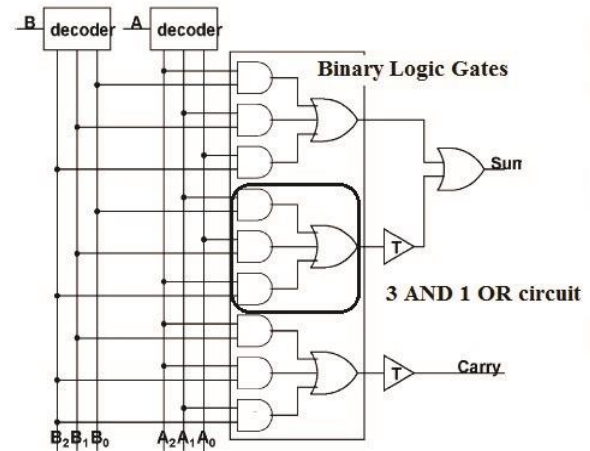 B decoder A decoder
Binary Logic Gates
Sum
T
3 AND 1 OR circuit
T
Carry
B2B1B0 A2A1A0